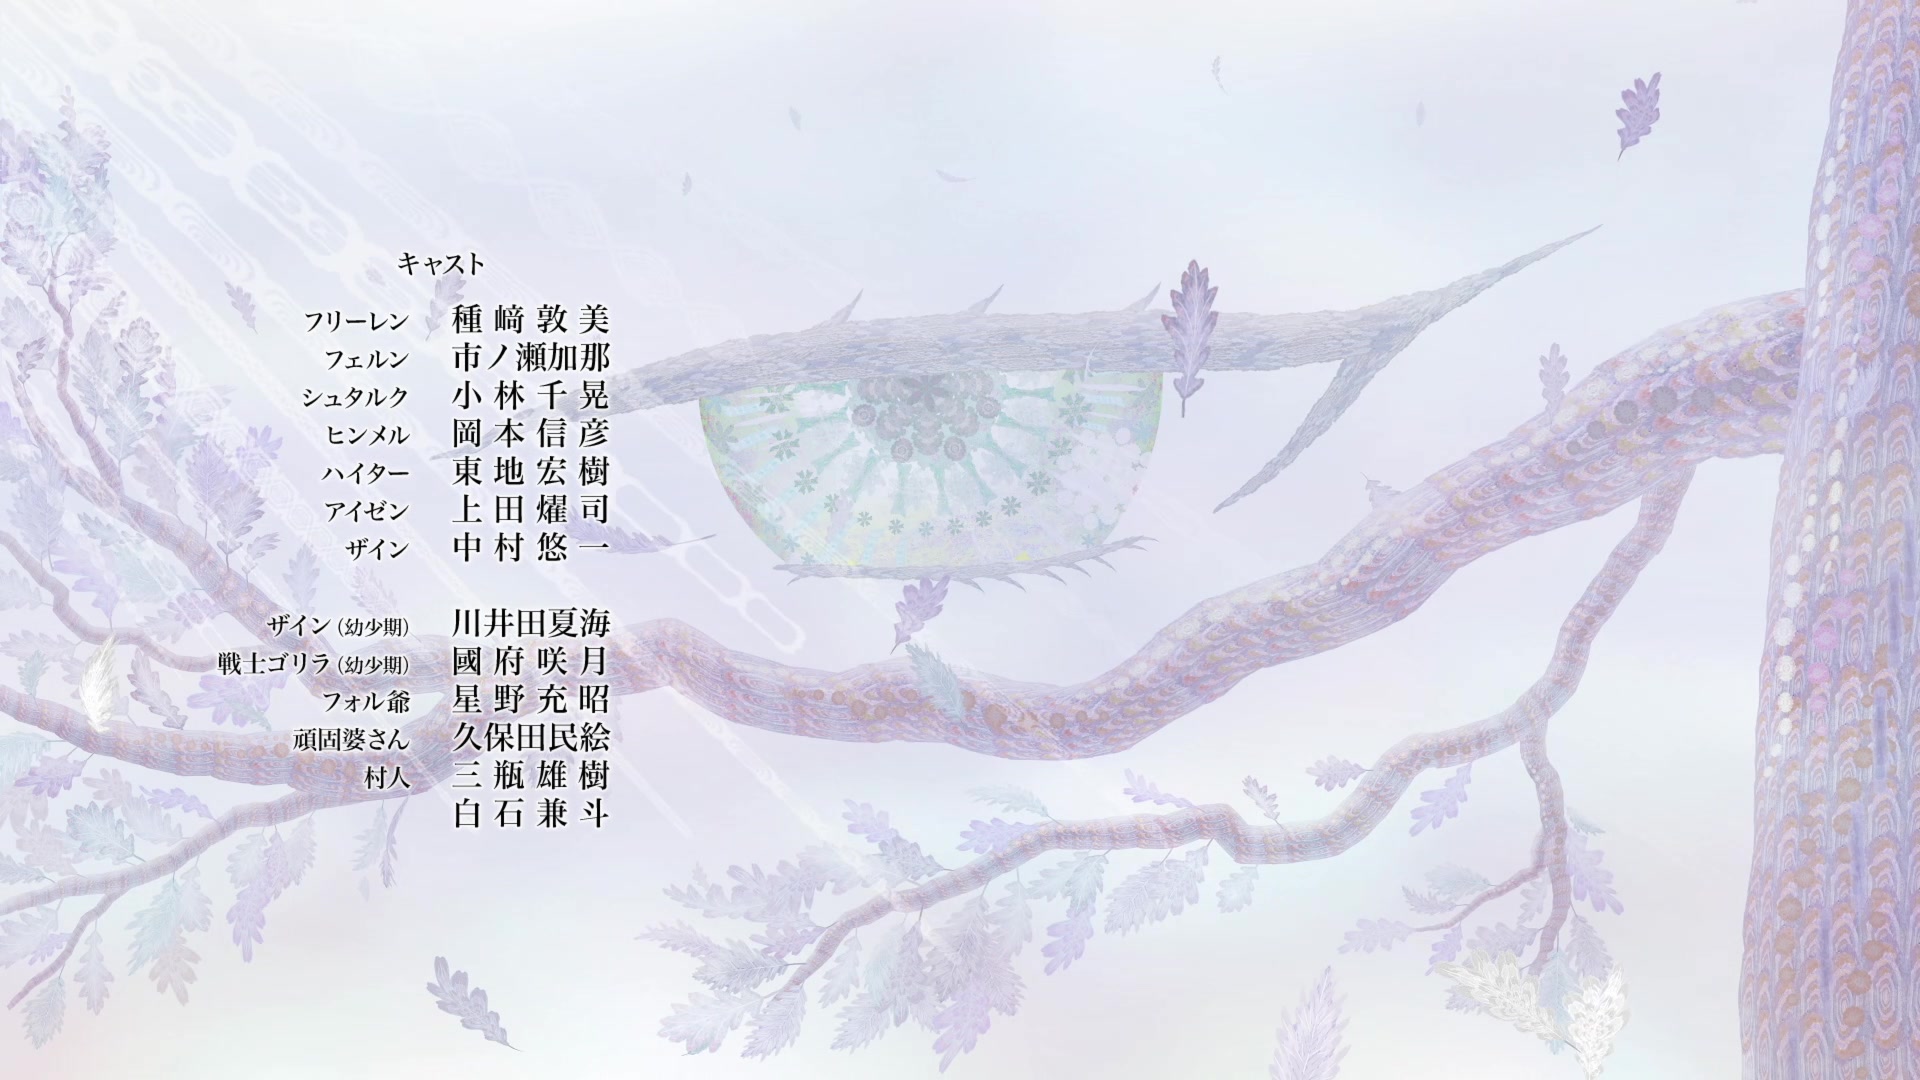 キャスト
フリーレン 種﨑敦美
フェルン 市ノ瀬加那
シュタルク 小林千晃
ヒンメル 岡本信彦
ハイター 東地宏樹
アイゼン 上田燿司
ザイン 中村悠一
ザイン(幼少期) 川井田夏海
戦士ゴリラ(幼少期) 國府咲月
フォル爺 星野充昭
頑固婆さん 久保田民絵
村人 三瓶雄樹
白石兼斗